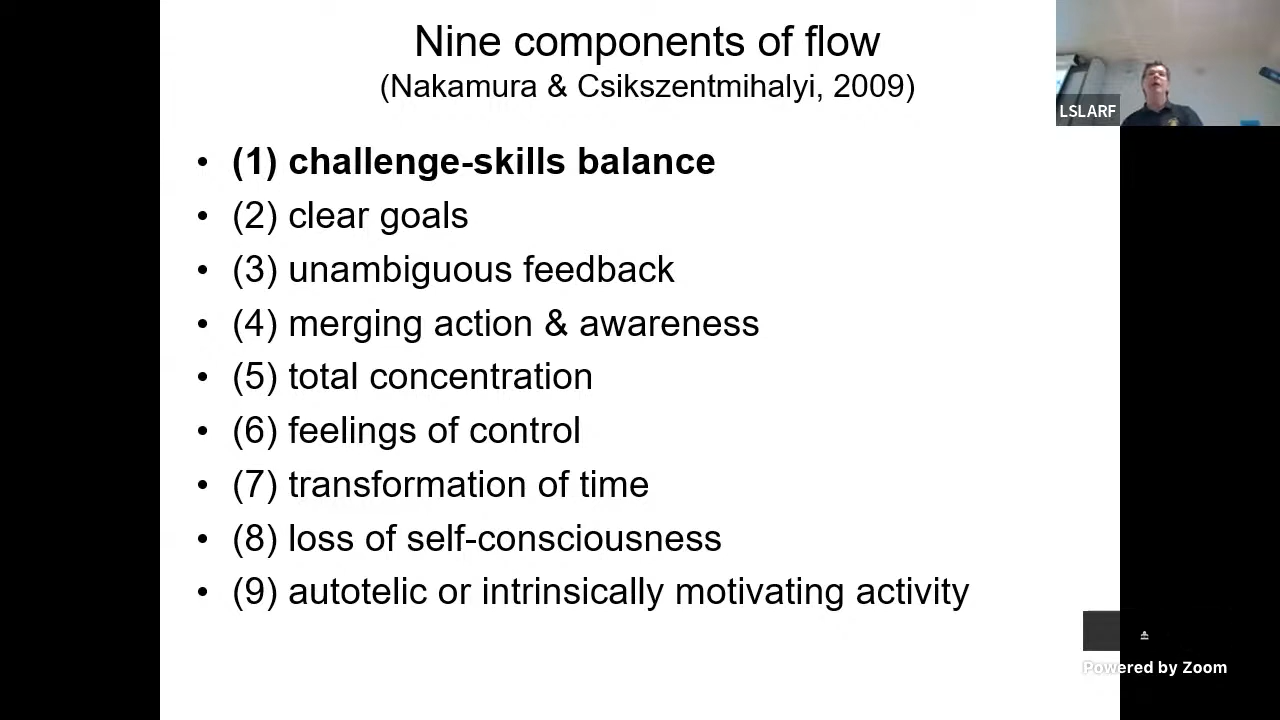 Nine components of flow
(Nakamura & Csikszentmihalyi, 2009)
LSLARF
• (1) challenge-skills balance
• (2) clear goals
• (3) unambiguous feedback
• (4) merging action & awareness
• (5) total concentration
• (6) feelings of control
• (7) transformation of time
• (8) loss of self-consciousness
• (9) autotelic or intrinsically motivating activity
Powered by Zoom